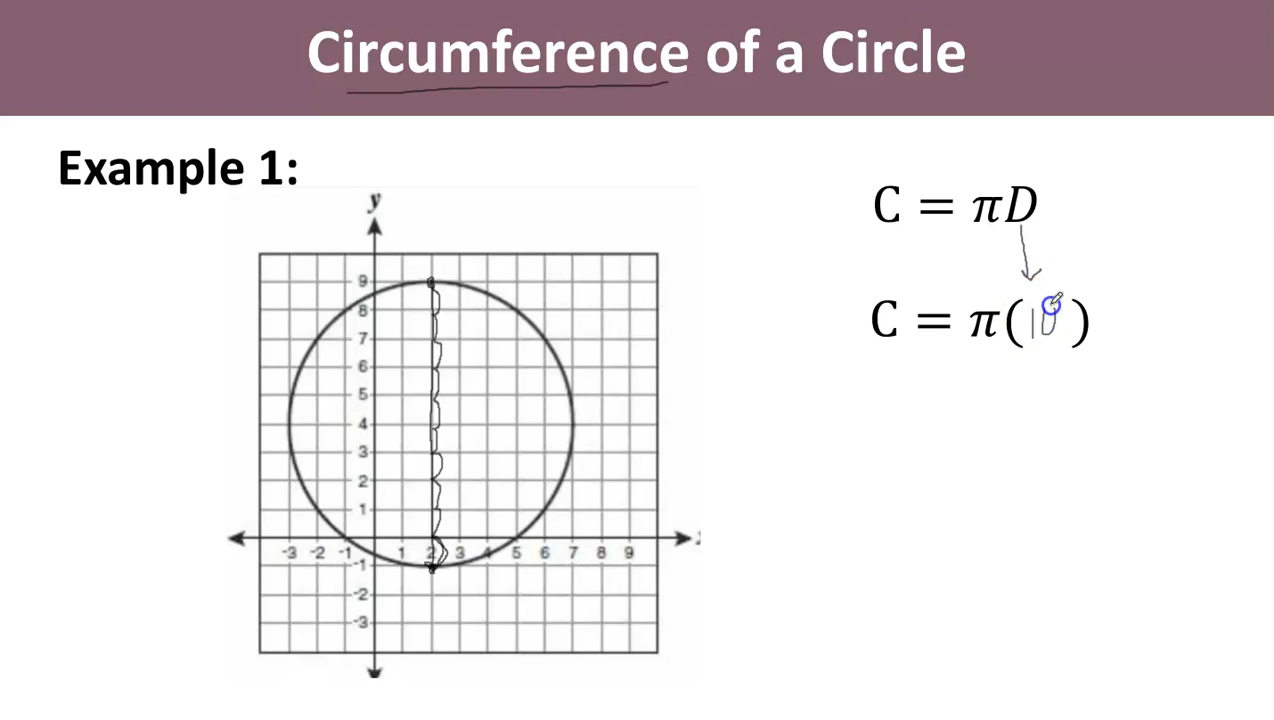 Circumference of a Circle
Example 1:
C = πD
C = π(10)
y
9
8
7
6
5
4
3
2
1
-3 -2 -1 1 2 3 4 5 6 7 8 9
-1
-2
-3